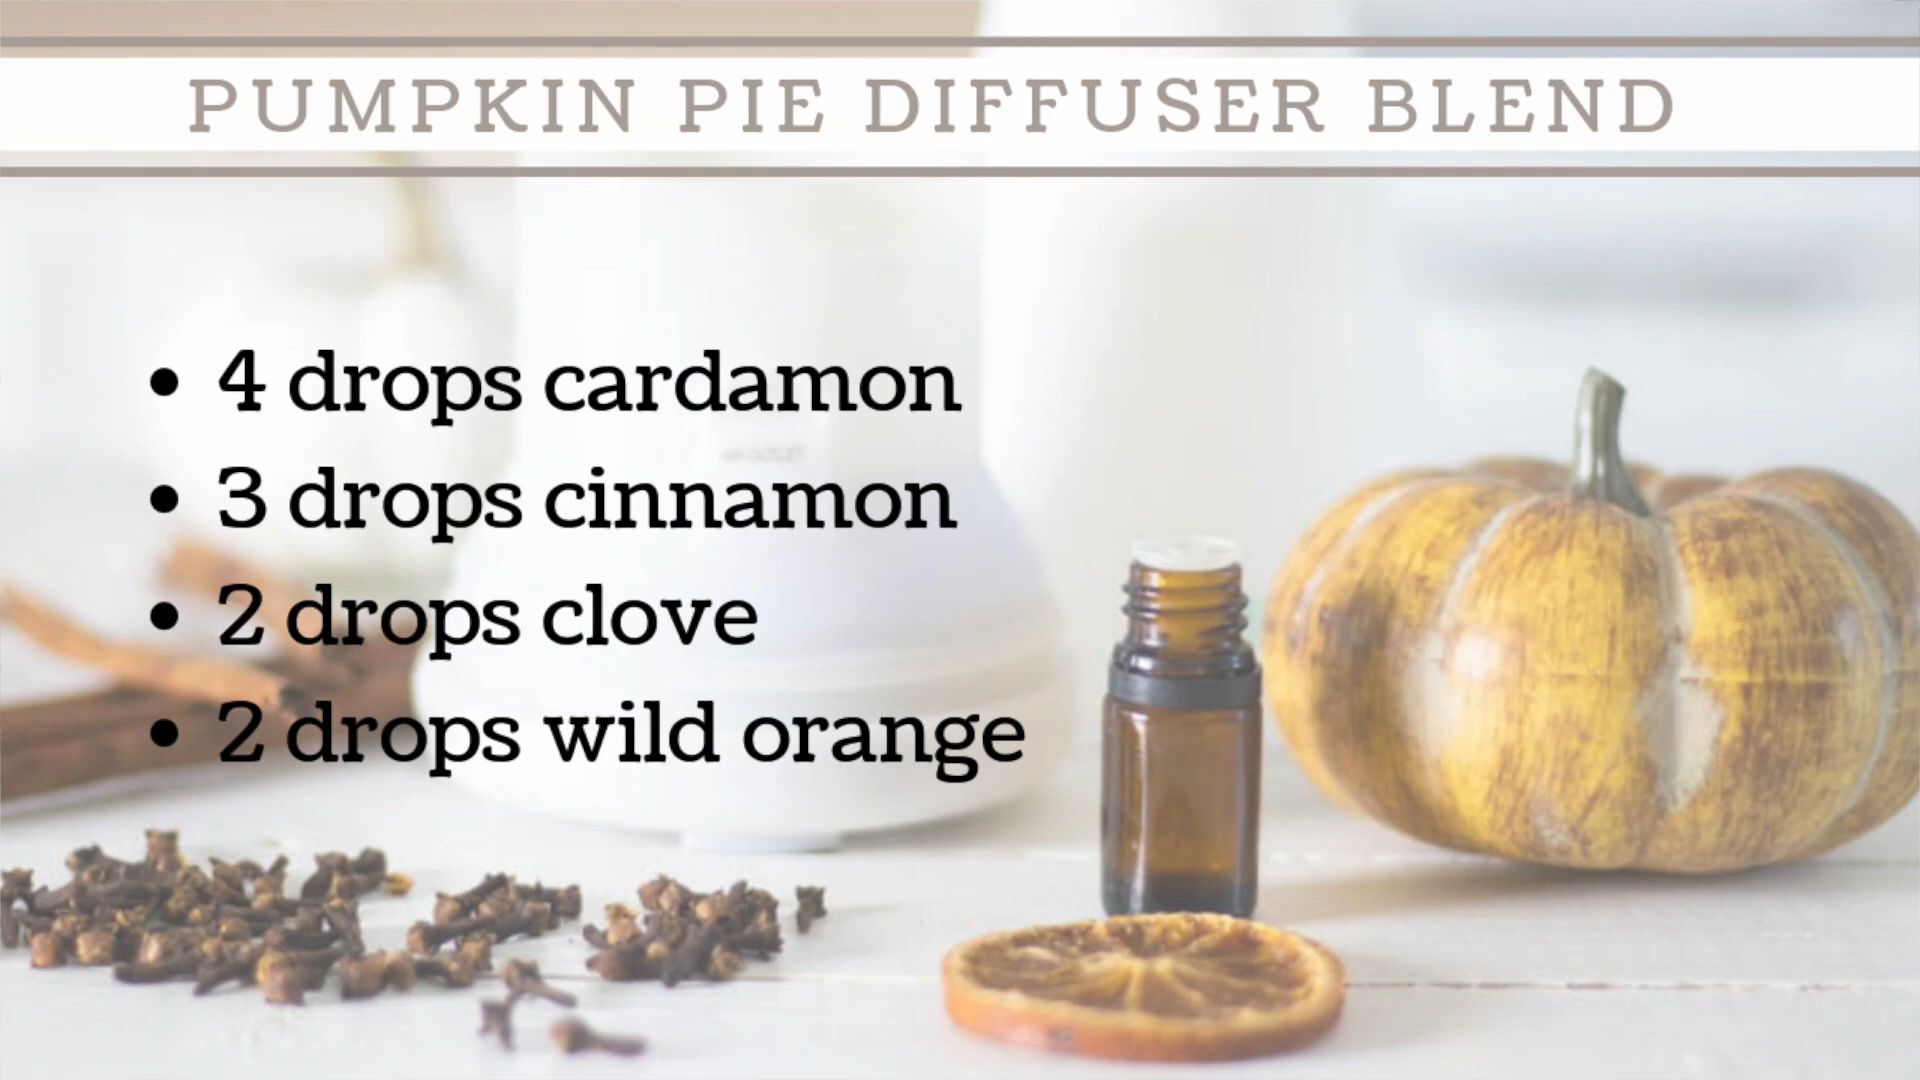 PUMPKIN PIE DIFFUSER BLEND
• 4 drops cardamon
• 3 drops cinnamon
• 2 drops clove
• 2 drops wild orange